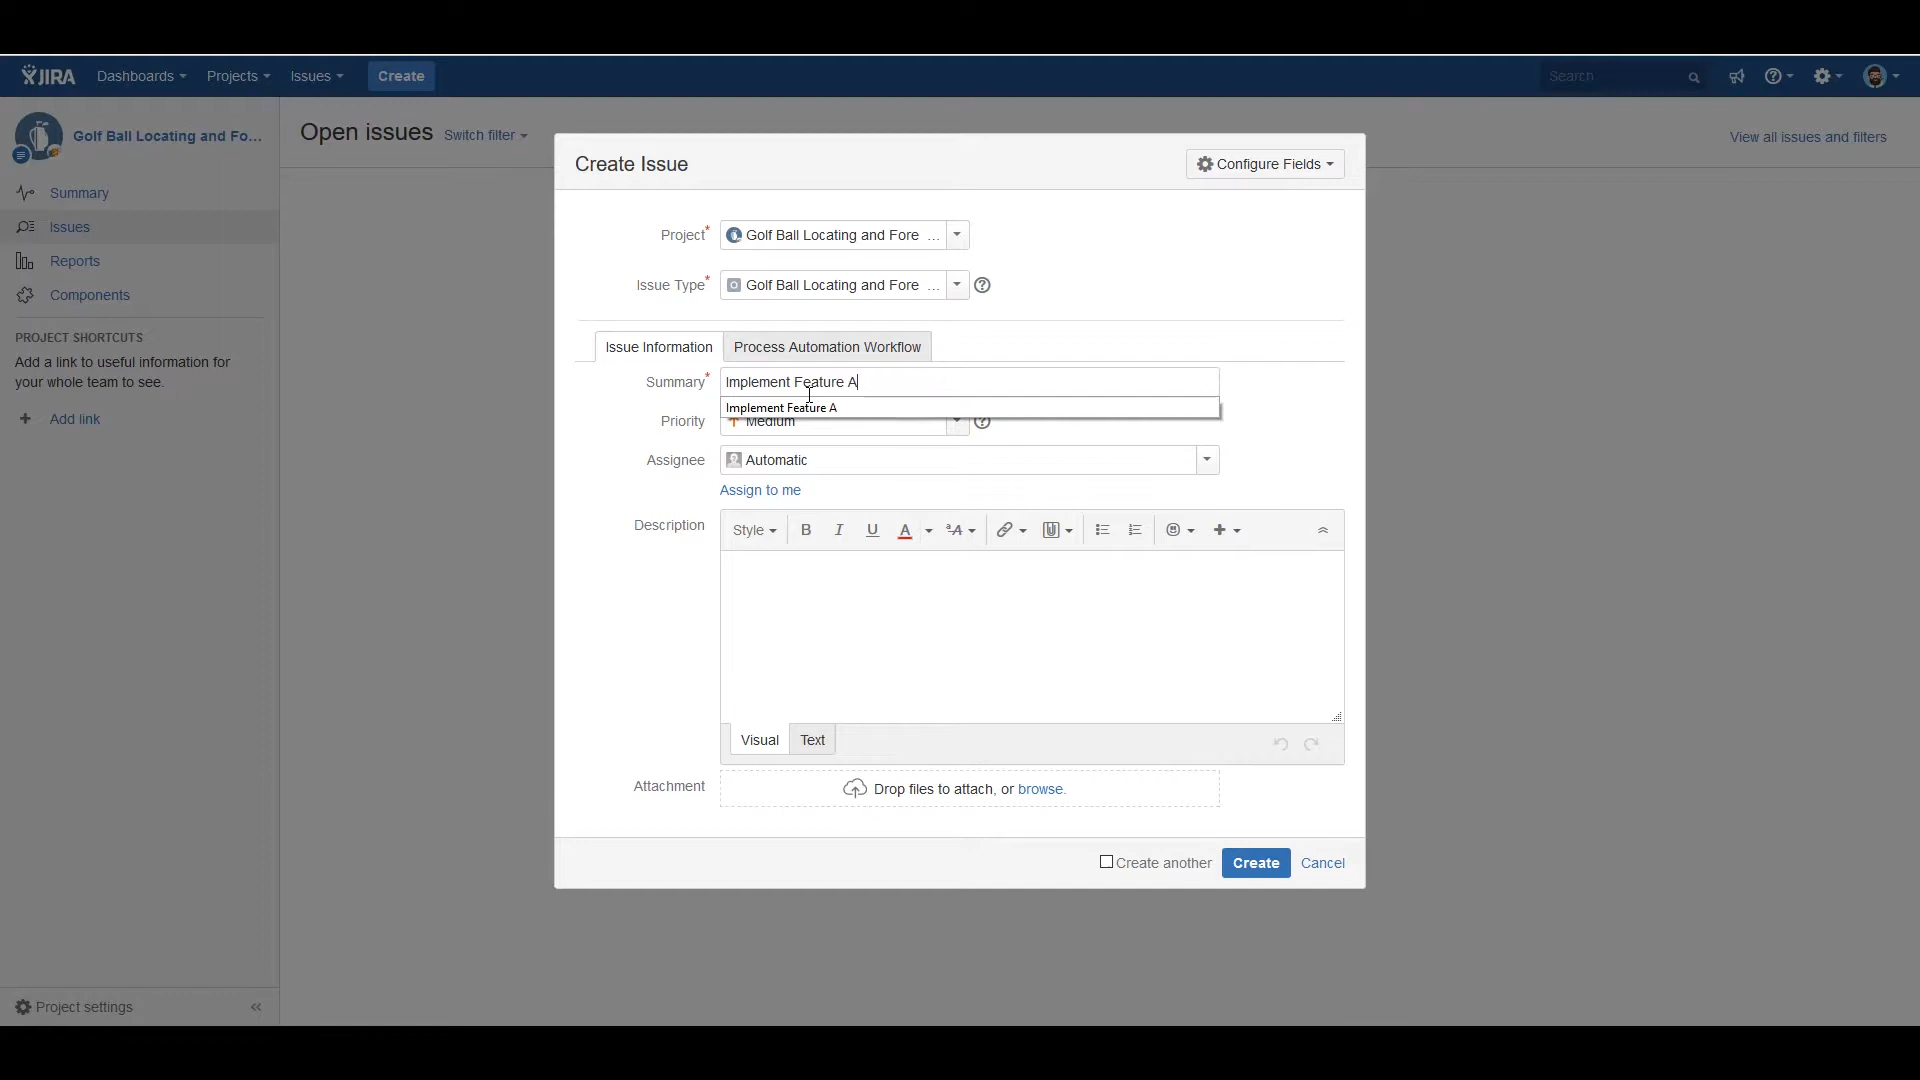 JIRA Dashboards Projects Issues Create Search
Golf Ball Locating and Fo...
Open issues Switch filter
View all issues and filters
Summary
Issues
Reports
Components
PROJECT SHORTCUTS
Add a link to useful information for
your whole team to see.
Add link
Project settings
Create Issue
Configure Fields
Project* Golf Ball Locating and Fore ...
Issue Type* Golf Ball Locating and Fore ...
Issue Information Process Automation Workflow
Summary* Implement Feature A
Implement Feature A
Priority Medium
Assignee Automatic
Assign to me
Description Style B I U A ªA
Visual Text
Attachment Drop files to attach, or browse.
Create another Create Cancel